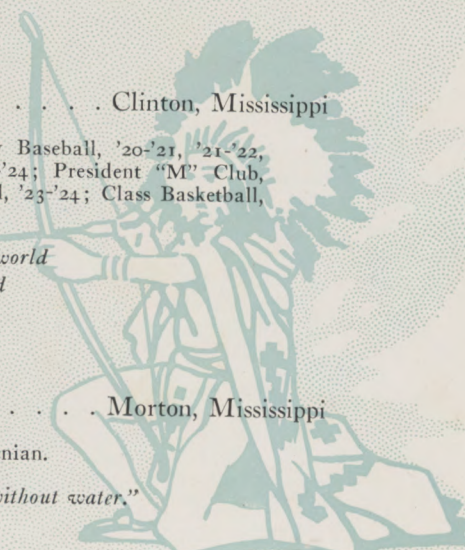 . . . . Clinton, Mississippi
Baseball, '20-'21, '21-'22,
'24; President "M" Club,
'23-'24; Class Basketball,
world
. . . . Morton, Mississippi
nian.
without water."